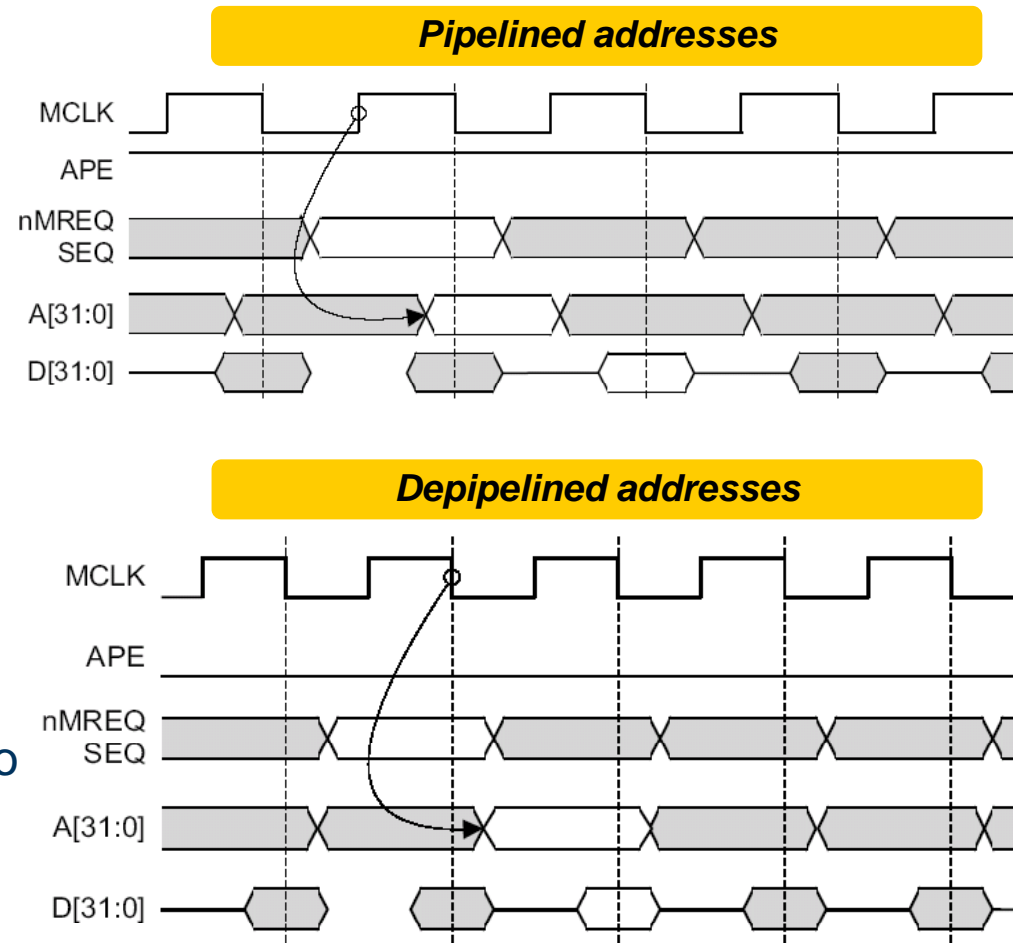 Pipelined addresses
MCLK
APE
nMREQ
SEQ
A[31:0]
D[31:0]
Depipelined addresses
MCLK
APE
nMREQ
SEQ
o
A[31:0]
D[31:0]